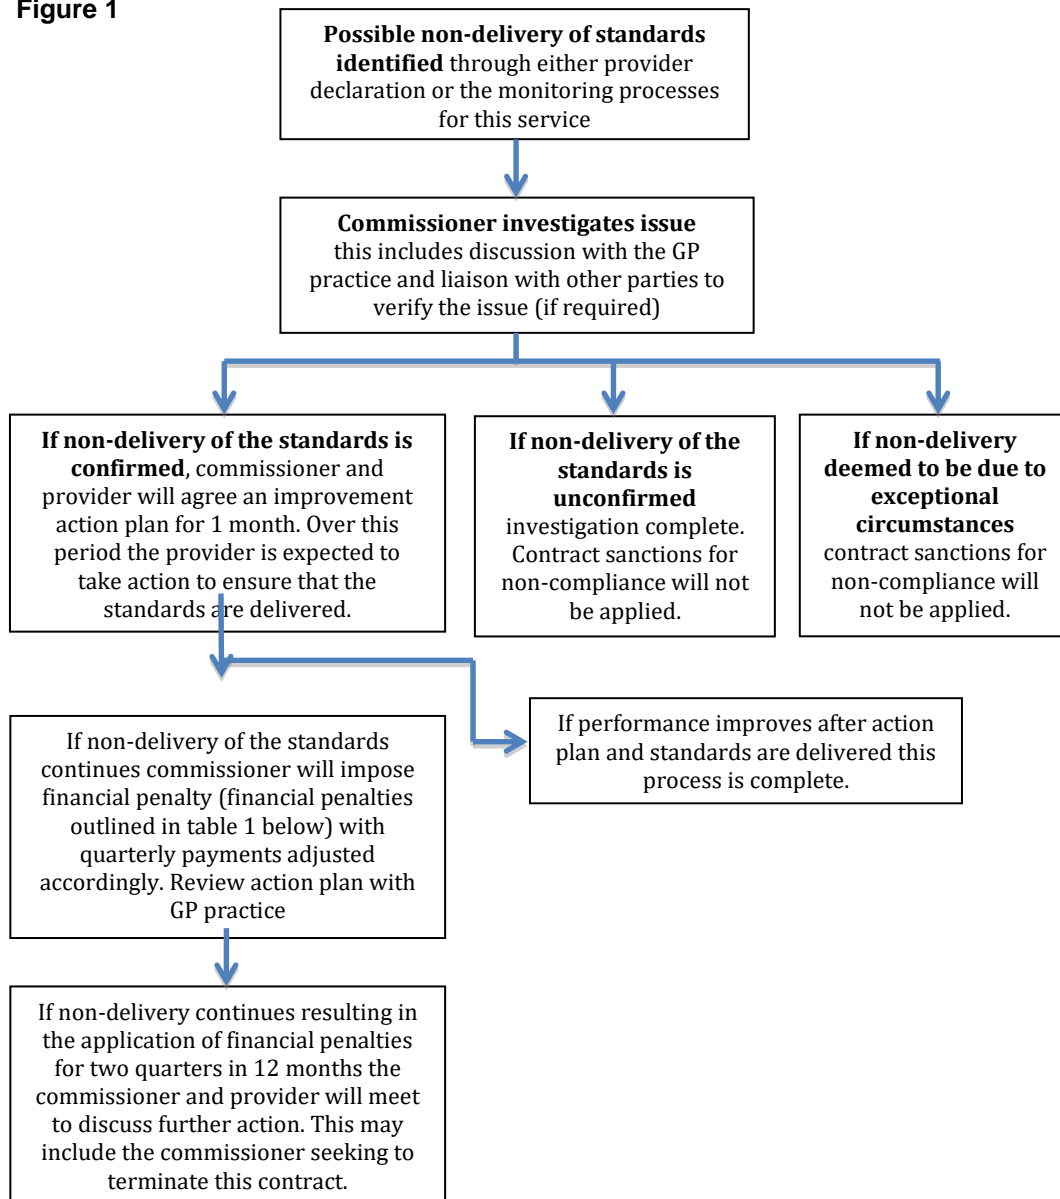 Figure 1
Possible non-delivery of standards
identified through either provider
declaration or the monitoring processes
for this service
Commissioner investigates issue
this includes discussion with the GP
practice and liaison with other parties to
verify the issue (if required)
If non-delivery of the standards is
confirmed, commissioner and
provider will agree an improvement
action plan for 1 month. Over this
period the provider is expected to
take action to ensure that the
standards are delivered.
If non-delivery of the
standards is
unconfirmed
investigation complete.
Contract sanctions for
non-compliance will not
be applied.
If non-delivery
deemed to be due to
exceptional
circumstances
contract sanctions for
non-compliance will
not be applied.
If performance improves after action
plan and standards are delivered this
process is complete.
If non-delivery of the standards
continues commissioner will impose
financial penalty (financial penalties
outlined in table 1 below) with
quarterly payments adjusted
accordingly. Review action plan with
GP practice
If non-delivery continues resulting in
the application of financial penalties
for two quarters in 12 months the
commissioner and provider will meet
to discuss further action. This may
include the commissioner seeking to
terminate this contract.